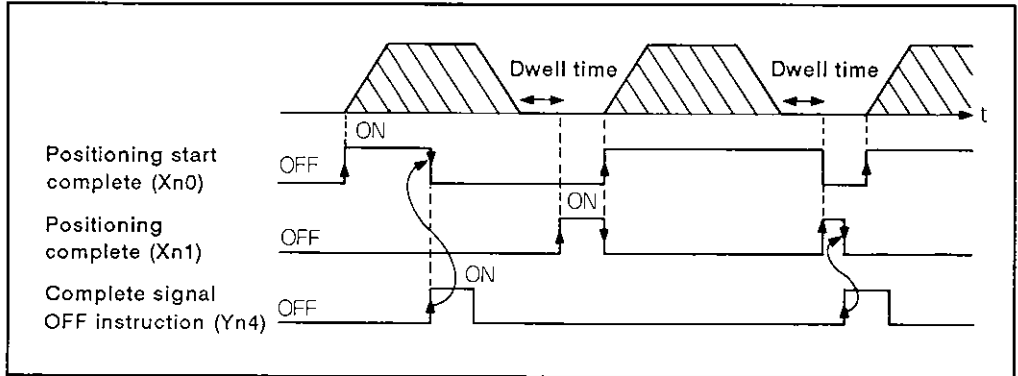 Dwell time
Dwell time
t
ON
Positioning start
complete (Xn0)
OFF
ON
Positioning
complete (Xn1)
OFF
ON
Complete signal
OFF instruction (Yn4)
OFF